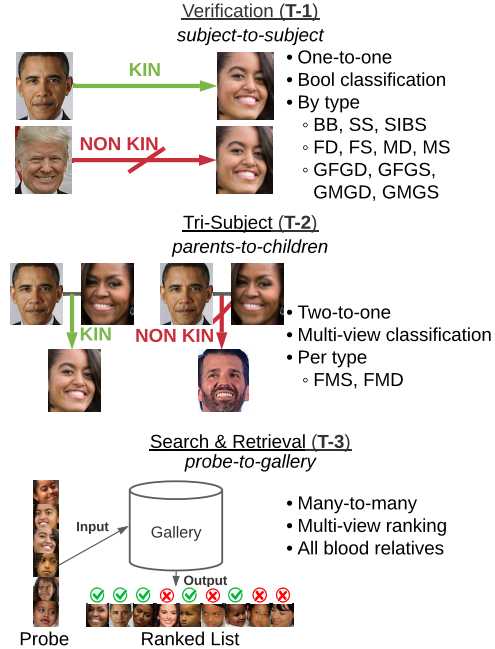 Verification (T-1)
subject-to-subject
KIN
NON KIN
• One-to-one
• Bool classification
• By type
◦ BB, SS, SIBS
◦ FD, FS, MD, MS
◦ GFGD, GFGS,
GMGD, GMGS
Tri-Subject (T-2)
parents-to-children
KIN
NON KIN
• Two-to-one
• Multi-view classification
• Per type
◦ FMS, FMD
Search & Retrieval (T-3)
probe-to-gallery
Input
Gallery
Output
• Many-to-many
• Multi-view ranking
• All blood relatives
Probe
Ranked List